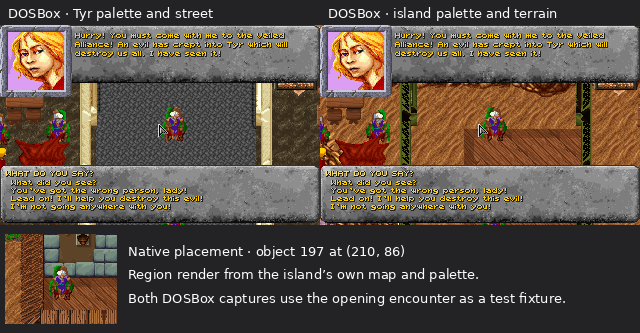 DOSBox · Tyr palette and street
DOSBox · island palette and terrain
Hurry! You must come with me to the Veiled
Alliance! An evil has crept into Tyr which will
destroy us all, I have seen it!
Hurry! You must come with me to the Veiled
Alliance! An evil has crept into Tyr which will
destroy us all, I have seen it!
WHAT DO YOU SAY?
What did you see?
You've got the wrong person, lady!
Lead on! I'll help you destroy this evil!
I'm not going anywhere with you!
WHAT DO YOU SAY?
What did you see?
You've got the wrong person, lady!
Lead on! I'll help you destroy this evil!
I'm not going anywhere with you!
Native placement · object 197 at (210, 86)
Region render from the island’s own map and palette.
Both DOSBox captures use the opening encounter as a test fixture.